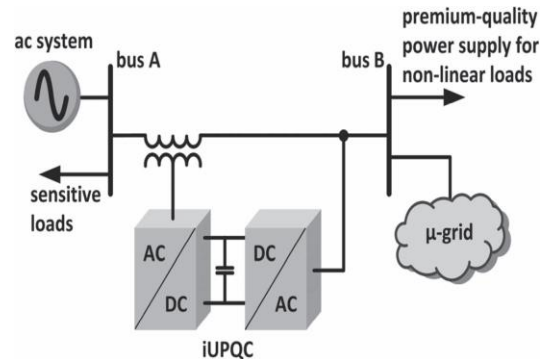 ac system
bus A
sensitive
loads
bus B
premium-quality
power supply for
non-linear loads
μ-grid
AC
DC
DC
AC
iUPQC